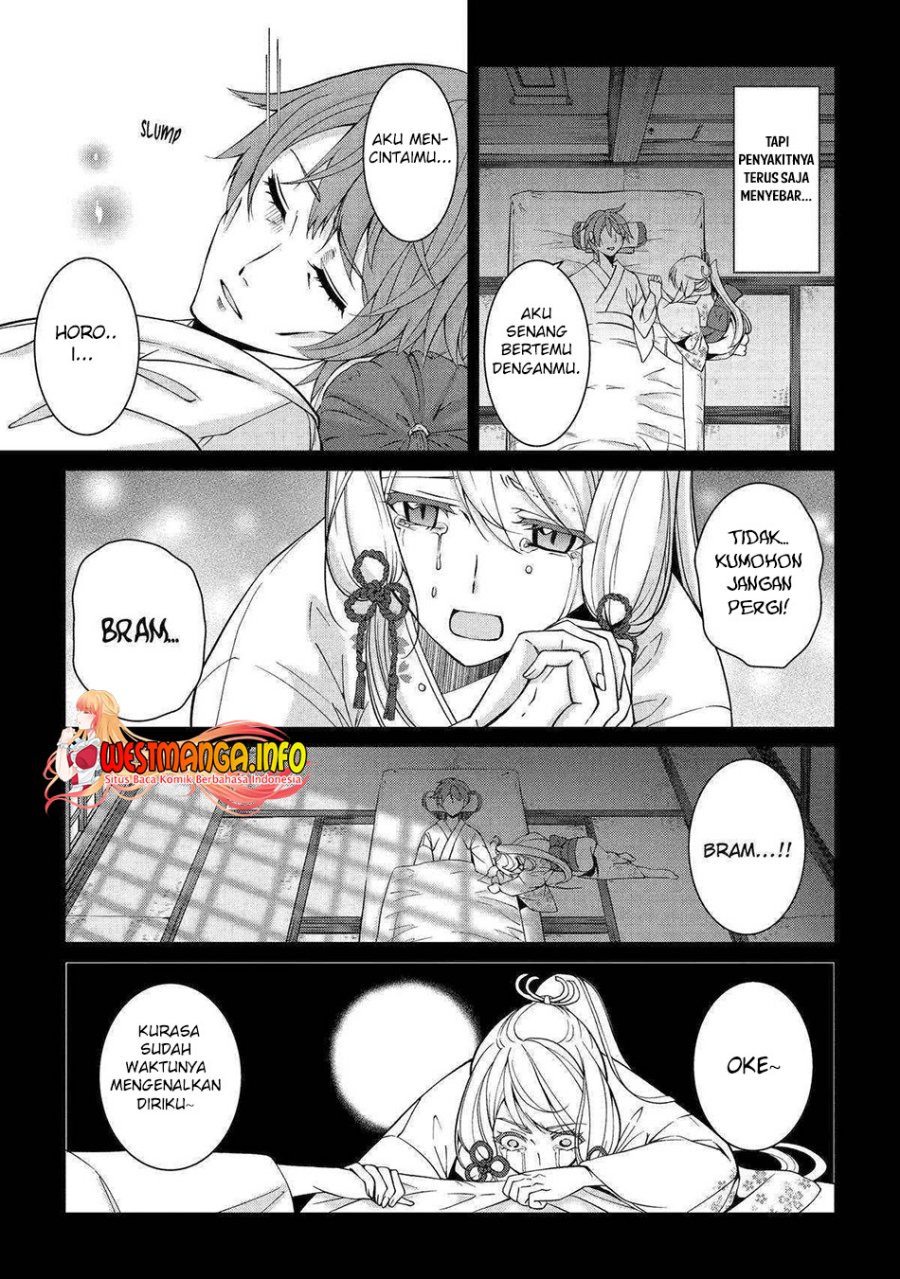 TAPI
PENYAKITNYA
TERUS SAJA
MENYEBAR...
AKU
SENANG
BERTEMU
DENGANMU.
AKU MEN-
CINTAIMU...
SLUMP
HORO..
I...
TIDAK..
KUMOHON
JANGAN
PERGI!
BRAM...
WESTMANGA.INFO
Situs Baca Komik Berbahasa Indonesia
BRAM...!!
OKE~
KURASA
SUDAH
WAKTUNYA
MENGENALKAN
DIRIKU~